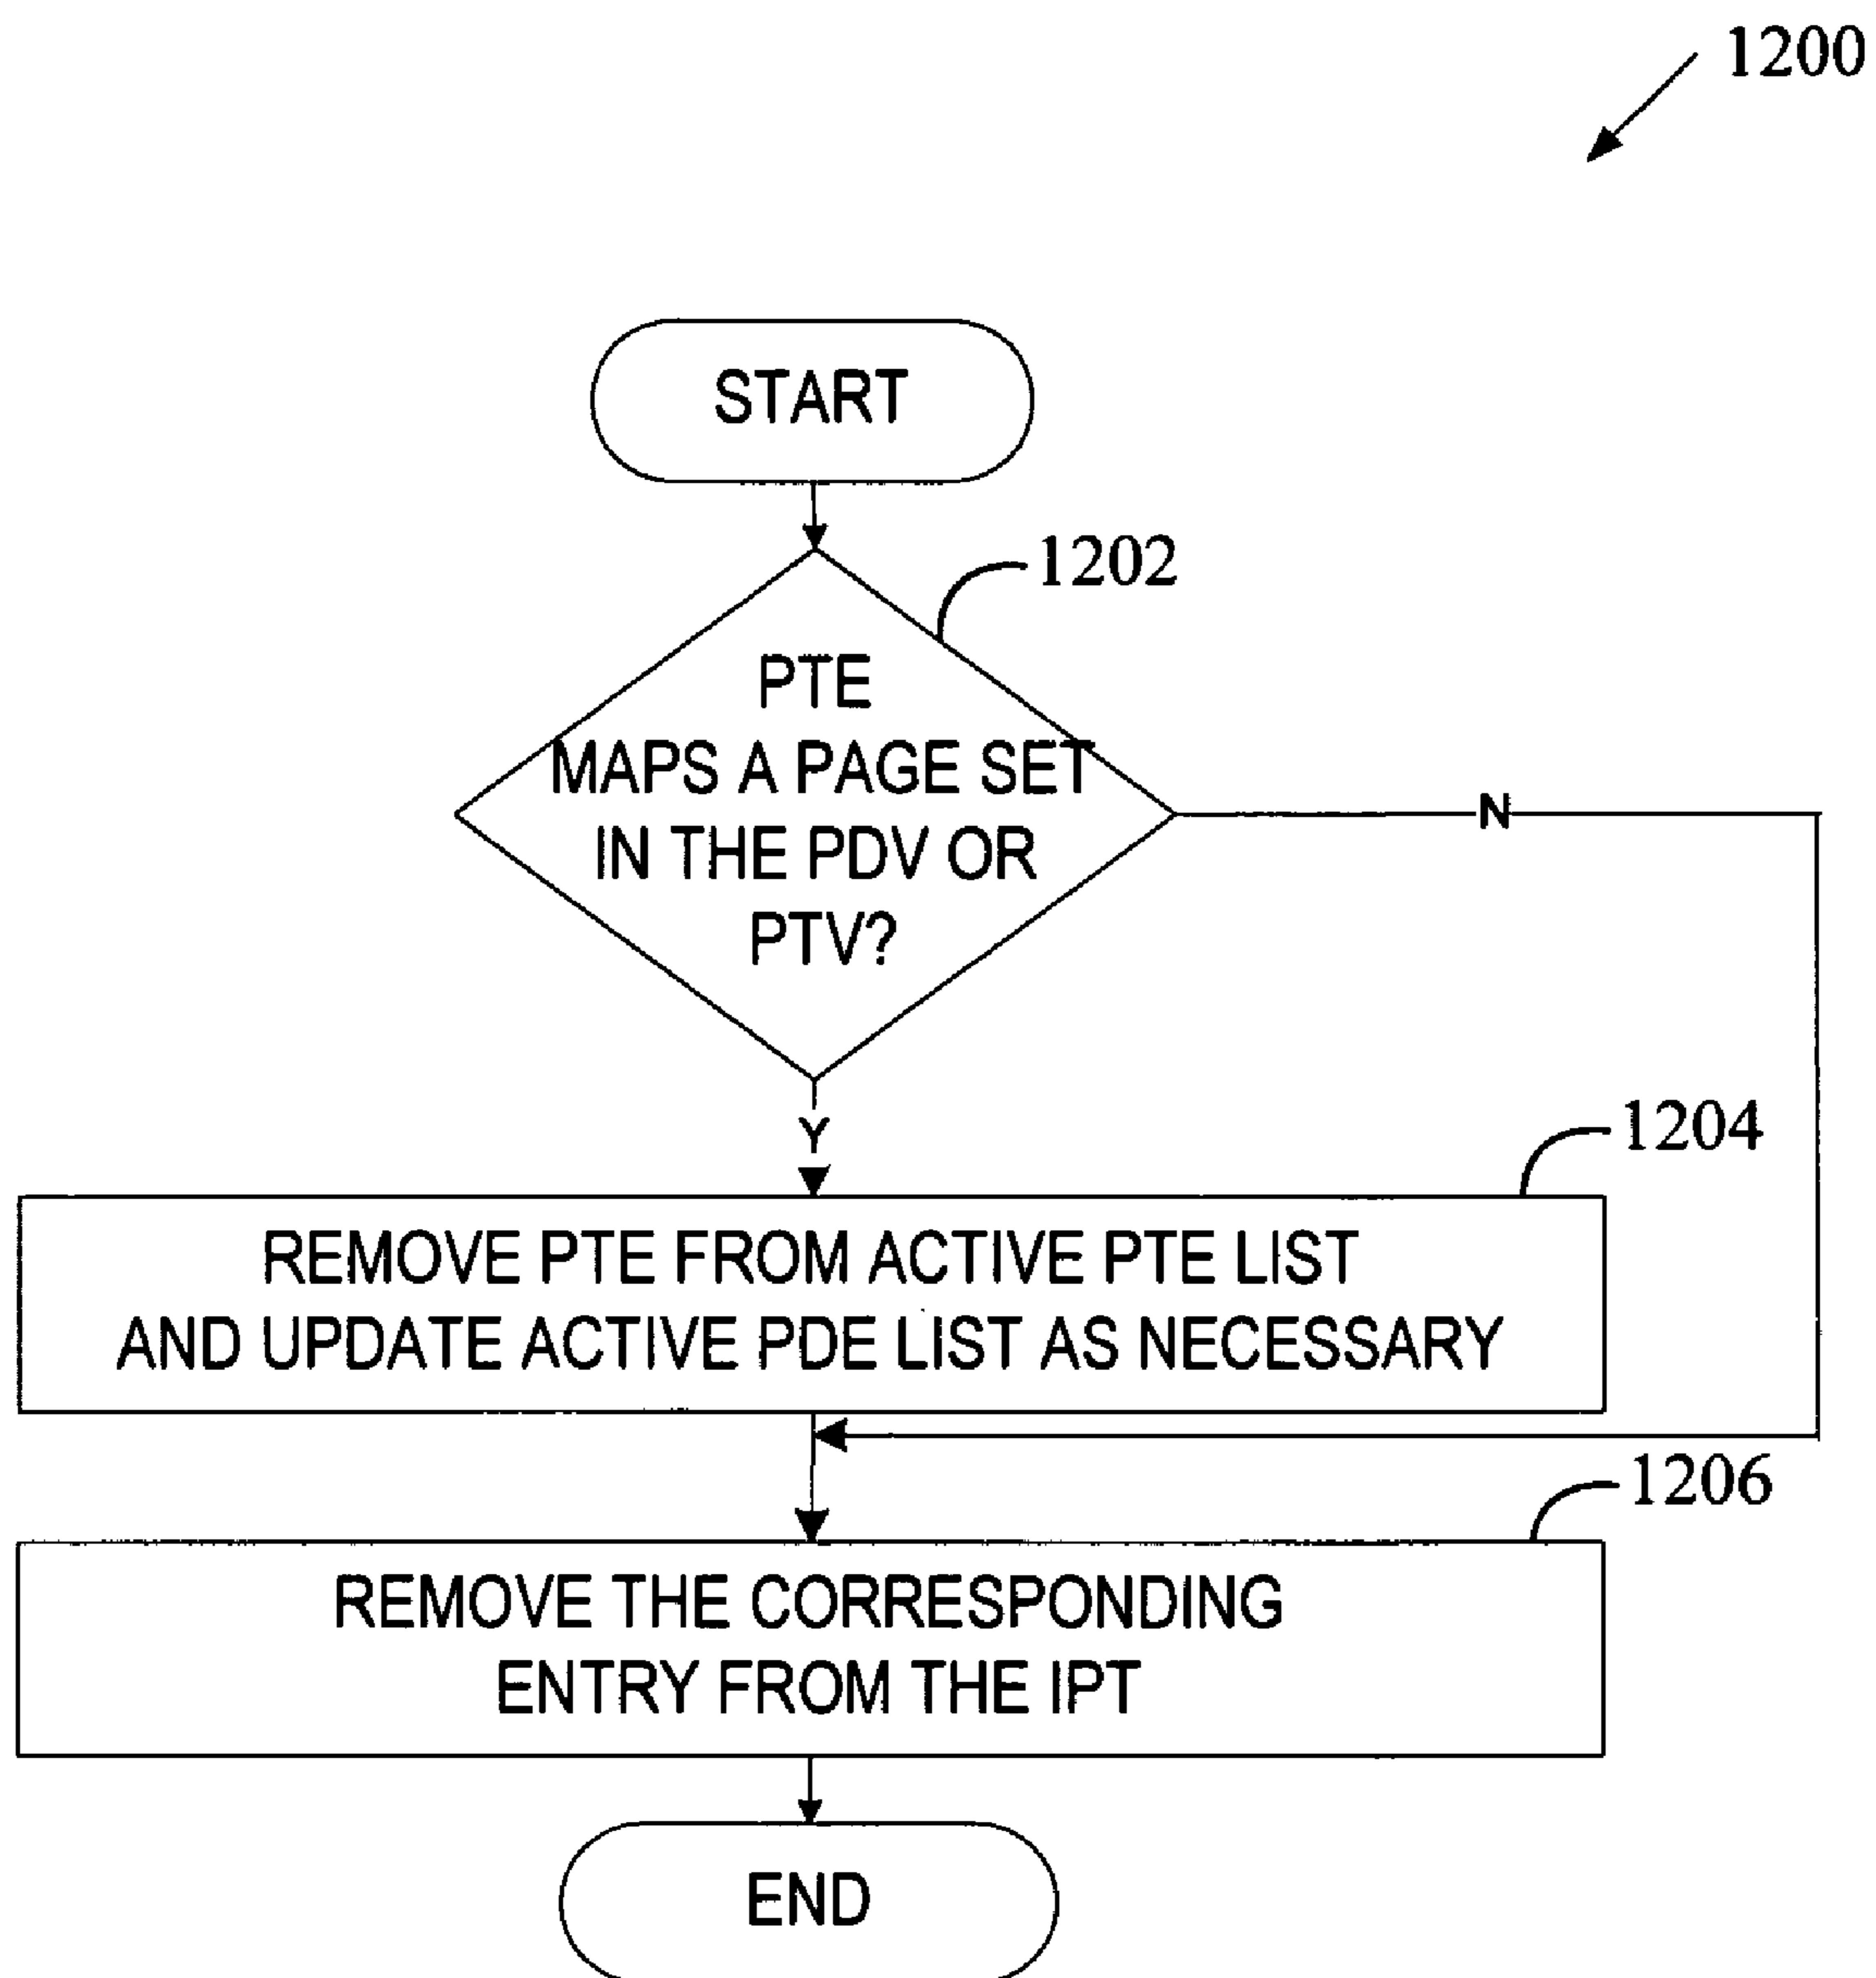 1200
START
1202
PTE
MAPS A PAGE SET
IN THE PDV OR
PTV?
N
Y
1204
REMOVE PTE FROM ACTIVE PTE LIST
AND UPDATE ACTIVE PDE LIST AS NECESSARY
1206
REMOVE THE CORRESPONDING
ENTRY FROM THE IPT
END